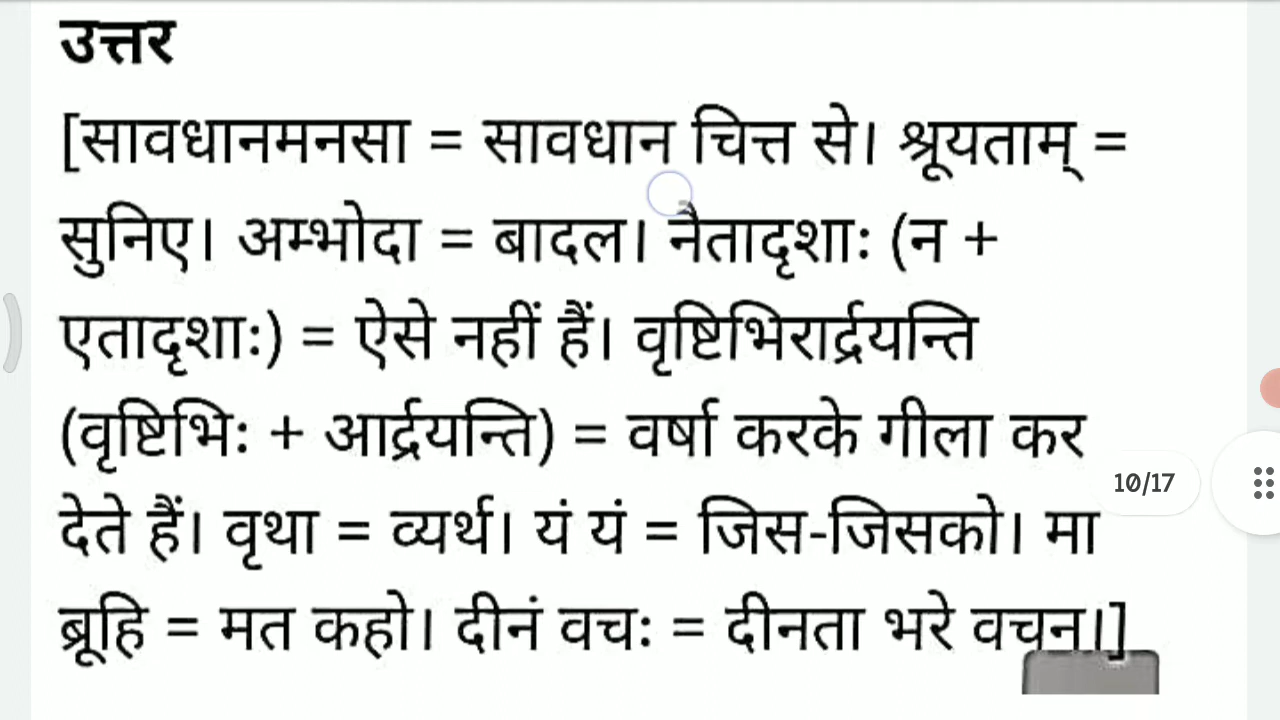 उत्तर
[सावधानमनसा = सावधान चित्त से। श्रूयताम् =
सुनिए। अम्भोदा = बादल। नैतादृशाः (न +
एतादृशाः) = ऐसे नहीं हैं। वृष्टिभिरार्द्रयन्ति
(वृष्टिभिः + आर्द्रयन्ति) = वर्षा करके गीला कर
देते हैं। वृथा = व्यर्थ। यं यं = जिस-जिसको। मा
ब्रूहि = मत कहो। दीनं वचः = दीनता भरे वचन।]
10/17